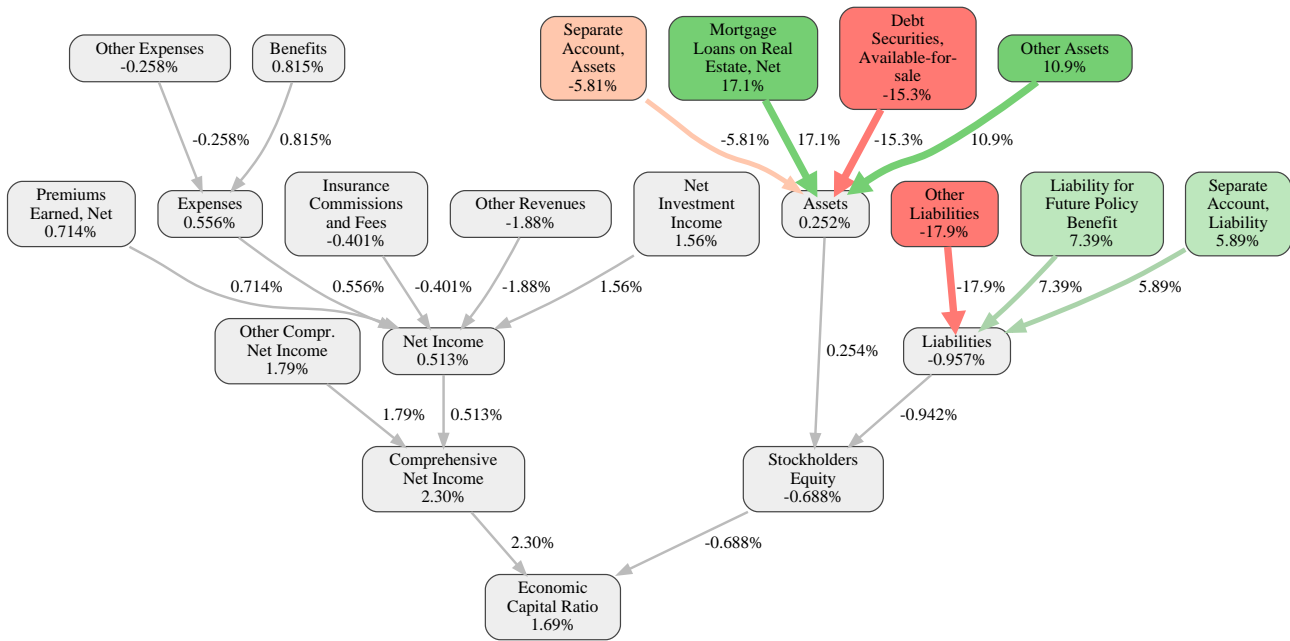 Other Expenses
-0.258%
Benefits
0.815%
Separate
Account,
Assets
-5.81%
Mortgage
Loans on Real
Estate, Net
17.1%
Debt
Securities,
Available-for-
sale
-15.3%
Other Assets
10.9%
-0.258%
0.815%
-5.81%
17.1%
-15.3%
10.9%
Premiums
Earned, Net
0.714%
Expenses
0.556%
Insurance
Commissions
and Fees
-0.401%
Other Revenues
-1.88%
Net
Investment
Income
1.56%
Assets
0.252%
Other
Liabilities
-17.9%
Liability for
Future Policy
Benefit
7.39%
Separate
Account,
Liability
5.89%
0.714%
0.556%
-0.401%
-1.88%
1.56%
-17.9%
7.39%
5.89%
Other Compr.
Net Income
1.79%
Net Income
0.513%
0.254%
Liabilities
-0.957%
1.79%
0.513%
-0.942%
Comprehensive
Net Income
2.30%
Stockholders
Equity
-0.688%
2.30%
-0.688%
Economic
Capital Ratio
1.69%